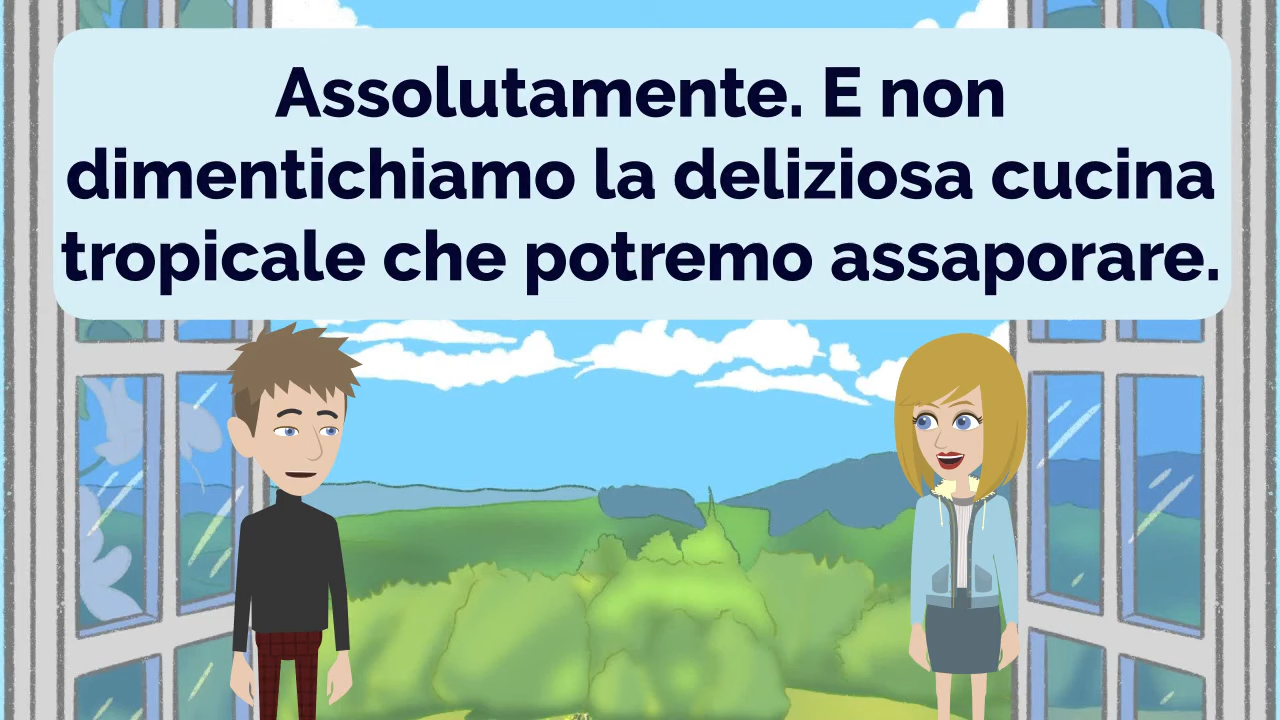 Assolutamente. E non
dimentichiamo la deliziosa cucina
tropicale che potremo assaporare.